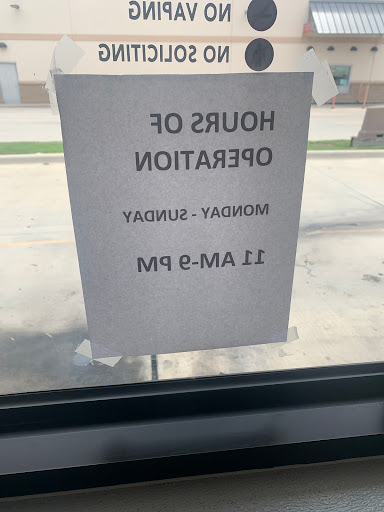 NO VAPING
NO SOLICITING
HOURS OF
OPERATION
MONDAY - SUNDAY
11 AM-9 PM